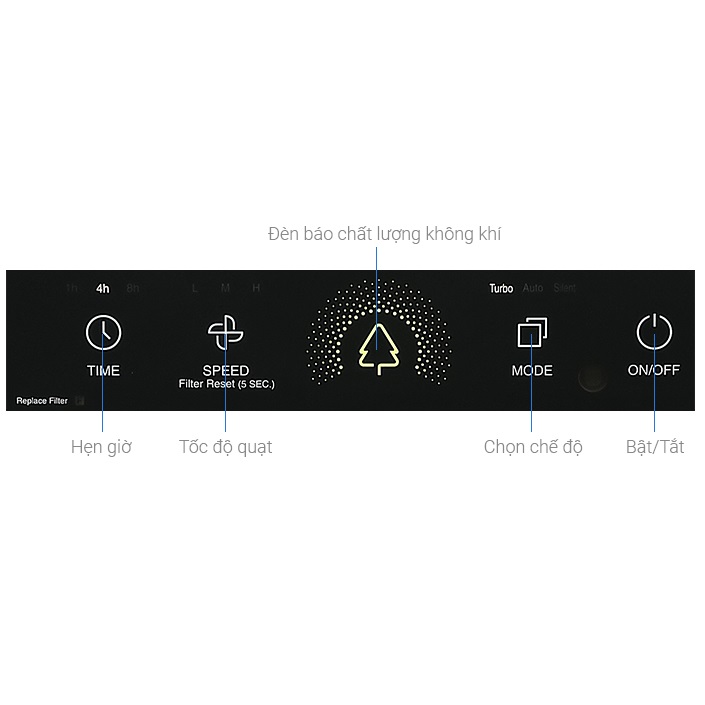 Đèn báo chất lượng không khí
1h 4h 8h
L M H
Turbo Auto Silent
TIME
SPEED
Filter Reset (5 SEC.)
MODE
ON/OFF
Replace Filter
Hẹn giờ
Tốc độ quạt
Chọn chế độ
Bật/Tắt